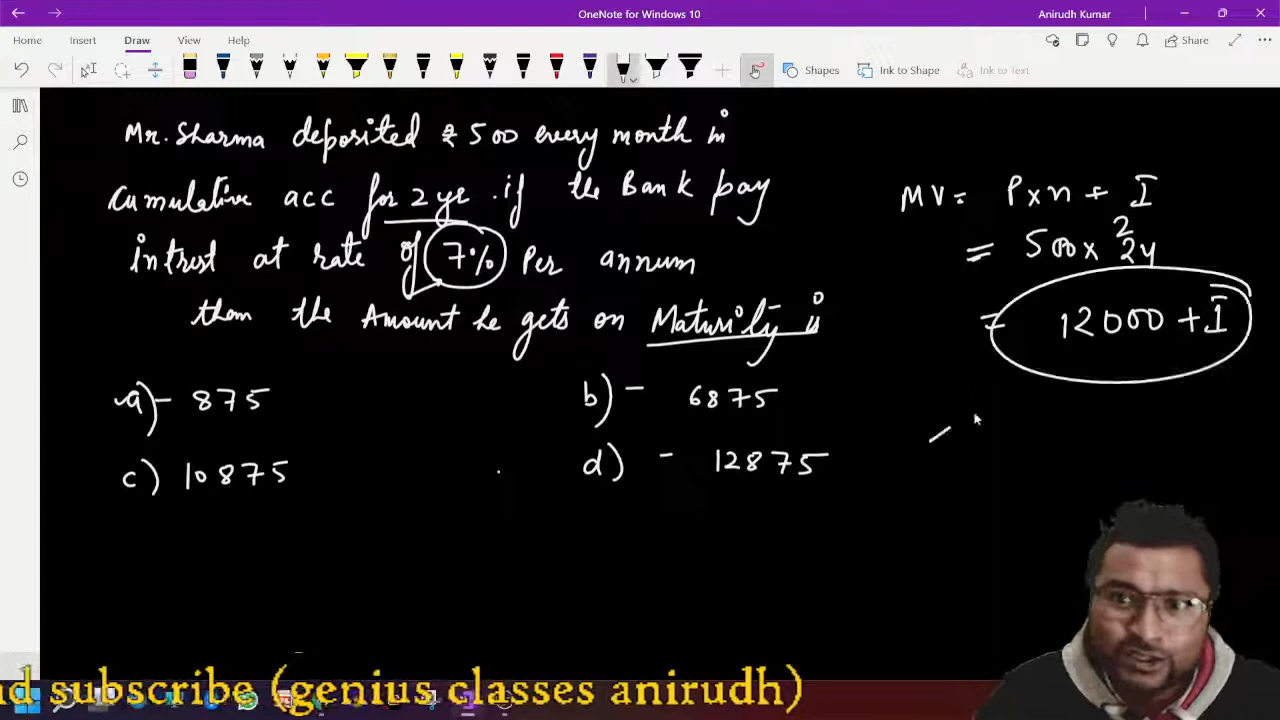 OneNote for Windows 10
Anirudh Kumar
Home Insert Draw View Help
Share
Shapes
Ink to Shape
Ink to Text
Mr. Sharma deposited ₹ 500 every month in
Cumulative acc for 2 yr . if the Bank pay
intrest at rate of 7% Per annum
then the Amount he gets on Maturity is
a) - 875
b) - 6875
c) 10875
d) - 12875
MV = P x n + I
= 500 x 24
2
= 12000 + I
nd subscribe (genius classes anirudh)